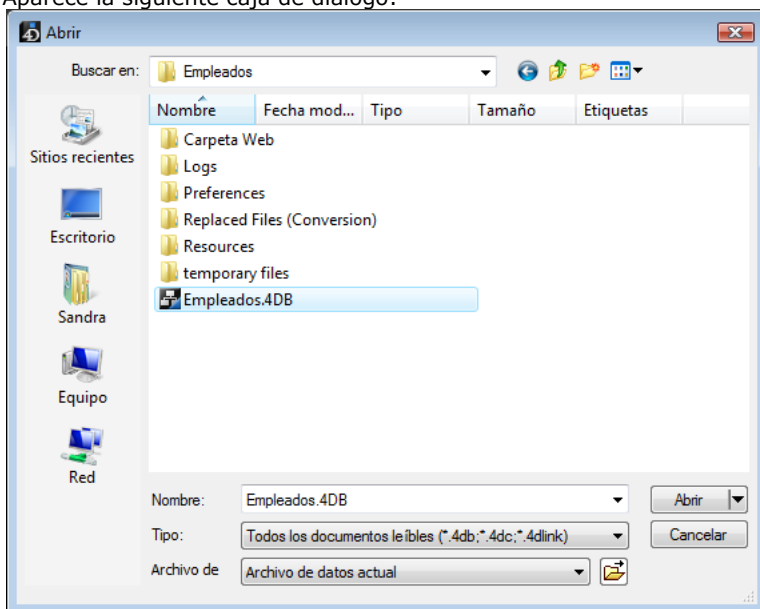 Aparece la siguiente caja de diálogo:
Abrir
Buscar en: Empleados
Nombre Fecha mod... Tipo Tamaño Etiquetas
Carpeta Web
Logs
Preferences
Replaced Files (Conversion)
Resources
temporary files
Empleados.4DB
Sitios recientes
Escritorio
Sandra
Equipo
Red
Nombre: Empleados.4DB Abrir
Tipo: Todos los documentos leíbles (*.4db;*.4dc;*.4dlink) Cancelar
Archivo de Archivo de datos actual